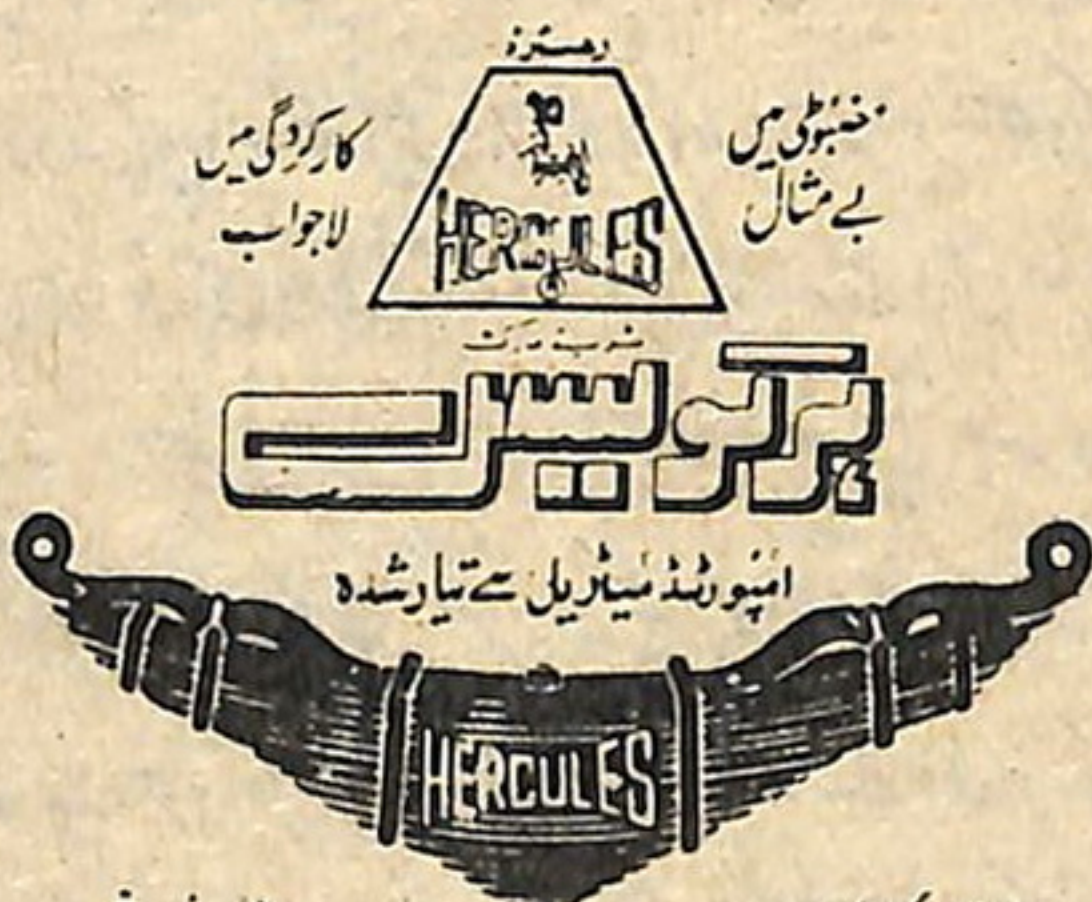 رجسٹرڈ
مضبوطی میں
بے مثال
کارکردگی میں
لاجواب
HERCULES
ہرکولیس
امپورٹڈ میٹریل سے تیار شدہ
HERCULES